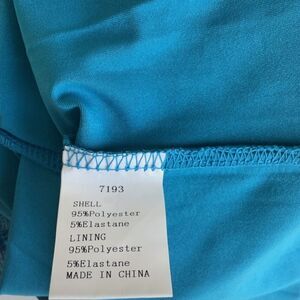 7193
SHELL
95%Polyester
5%Elastane
LINING
95%Polyester
5%Elastane
MADE IN CHINA